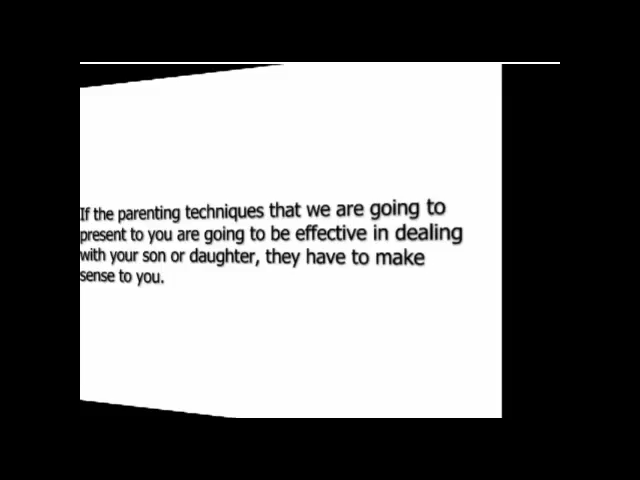 If the parenting techniques that we are going to
present to you are going to be effective in dealing
with your son or daughter, they have to make
sense to you.